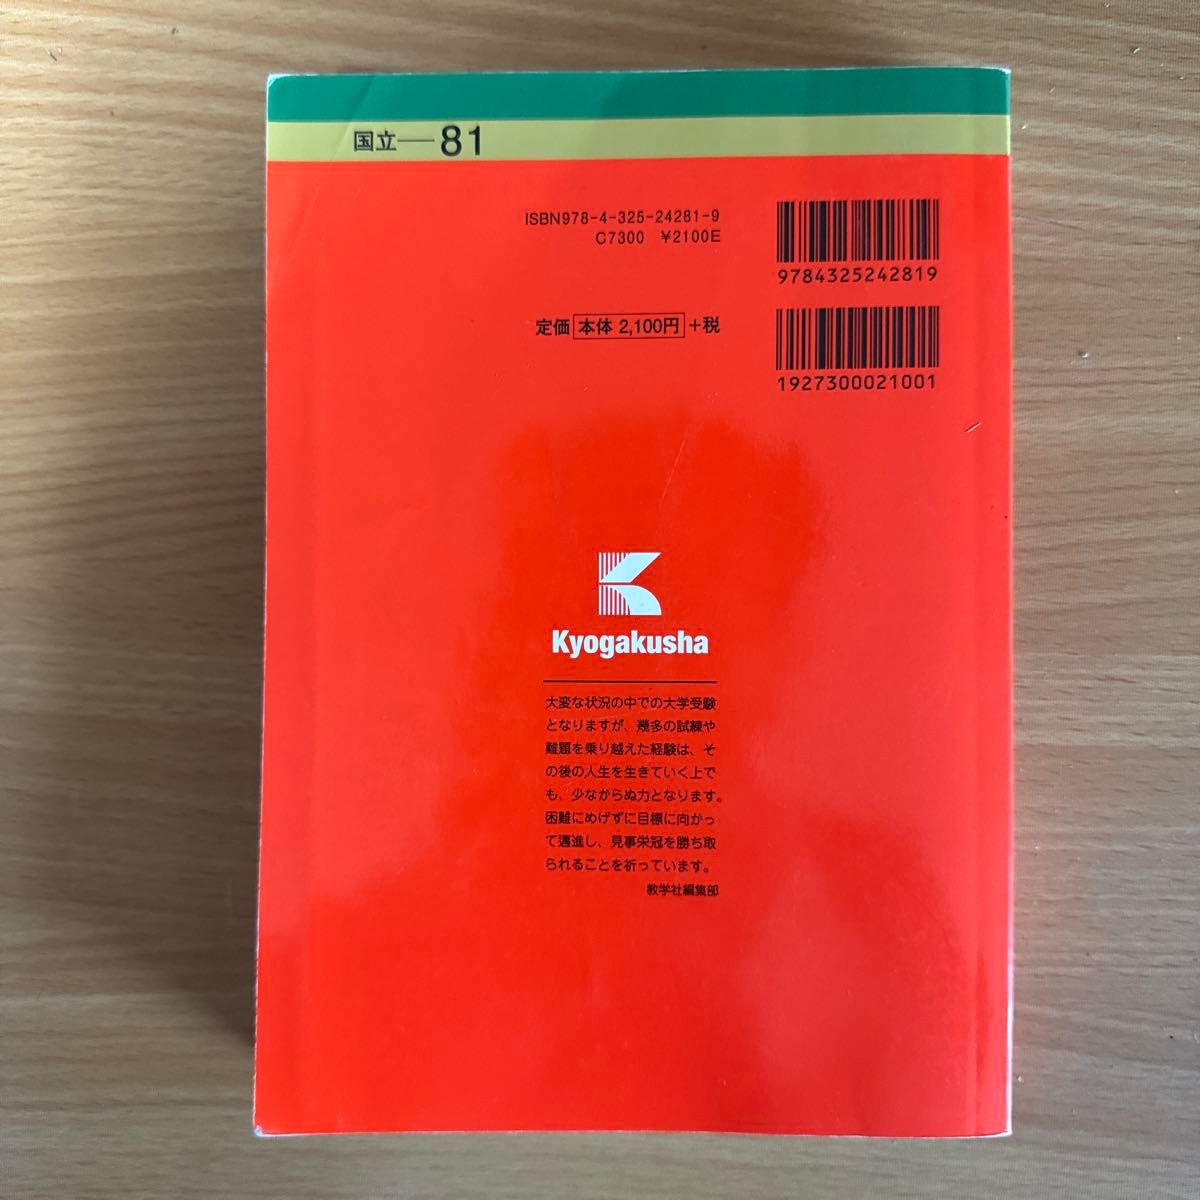 国立―81
ISBN978-4-325-24281-9
C7300 ¥2100E
9784325242819
定価 本体 2,100円 +税
1927300021001
Kyogakusha
大変な状況の中での大学受験
となりますが、幾多の試練や
難題を乗り越えた経験は、そ
の後の人生を生きていく上で
も、少なからぬ力となります。
困難にめげずに目標に向かっ
て邁進し、見事栄冠を勝ち取
られることを祈っています。
教学社編集部